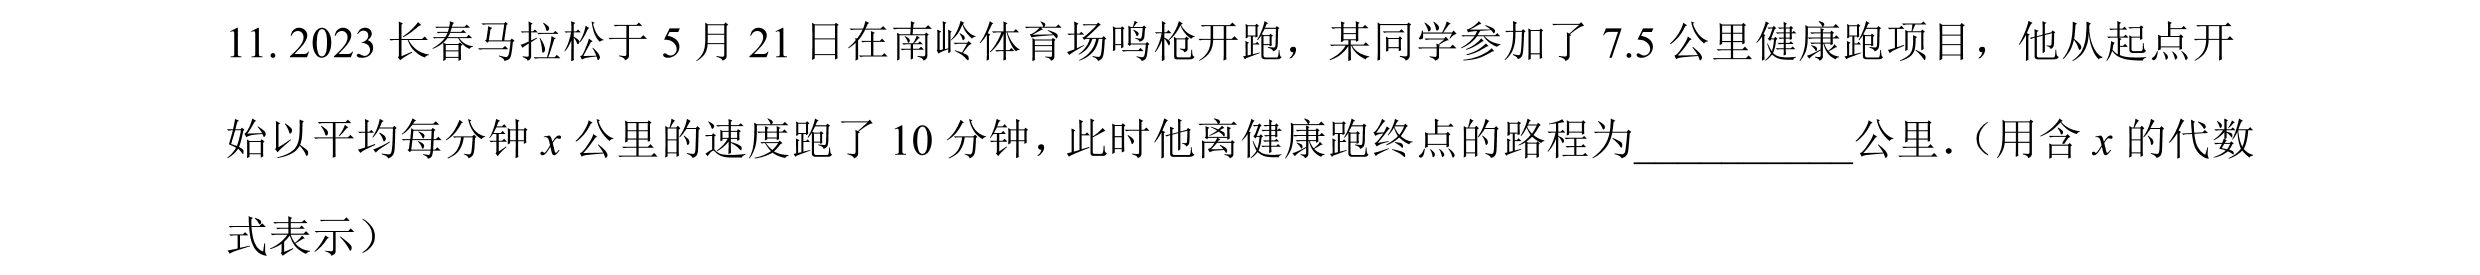 11. 2023 长春马拉松于 5 月 21 日在南岭体育场鸣枪开跑，某同学参加了 7.5 公里健康跑项目，他从起点开
始以平均每分钟 x 公里的速度跑了 10 分钟，此时他离健康跑终点的路程为__________公里.（用含 x 的代数
式表示）